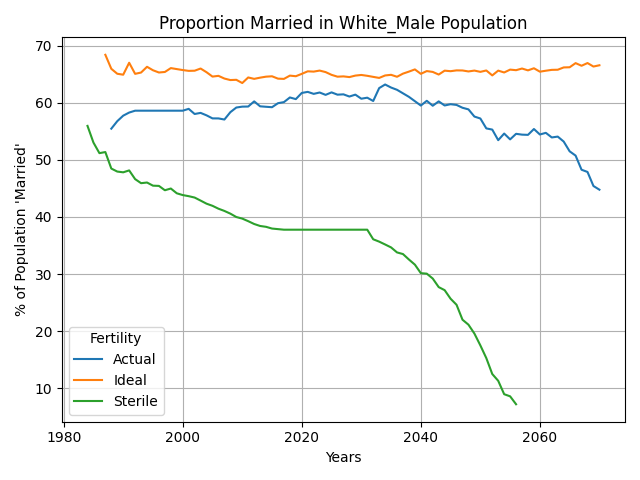 Proportion Married in White_Male Population
% of Population 'Married'
70
60
50
40
30
20
10
Fertility
Actual
Ideal
Sterile
1980 2000 2020 2040 2060
Years